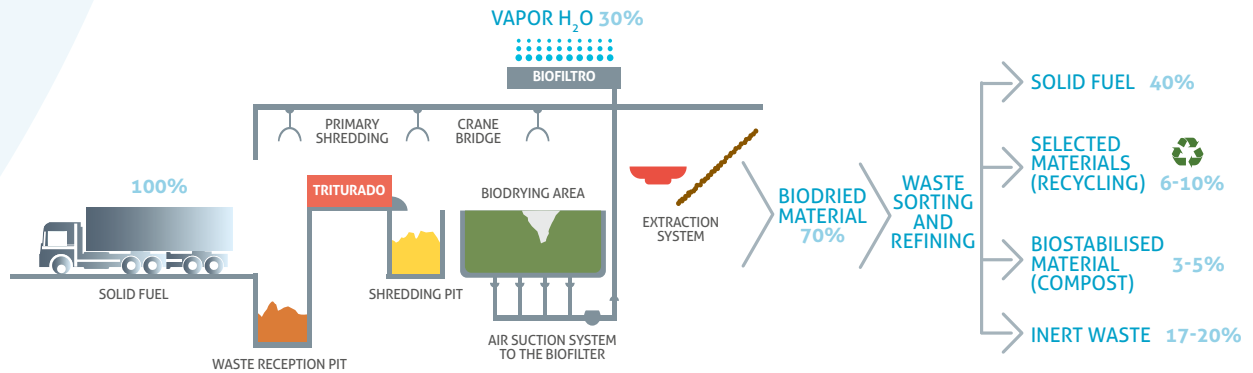 VAPOR H₂O 30%
BIOFILTRO
PRIMARY
SHREDDING
CRANE
BRIDGE
100%
TRITURADO
BIODRYING AREA
SOLID FUEL
WASTE RECEPTION PIT
SHREDDING PIT
AIR SUCTION SYSTEM
TO THE BIOFILTER
EXTRACTION
SYSTEM
BIODRIED
MATERIAL
70%
WASTE
SORTING
AND
REFINING
SOLID FUEL 40%
SELECTED
MATERIALS
(RECYCLING) 6-10%
BIOSTABILISED
MATERIAL 3-5%
(COMPOST)
INERT WASTE 17-20%